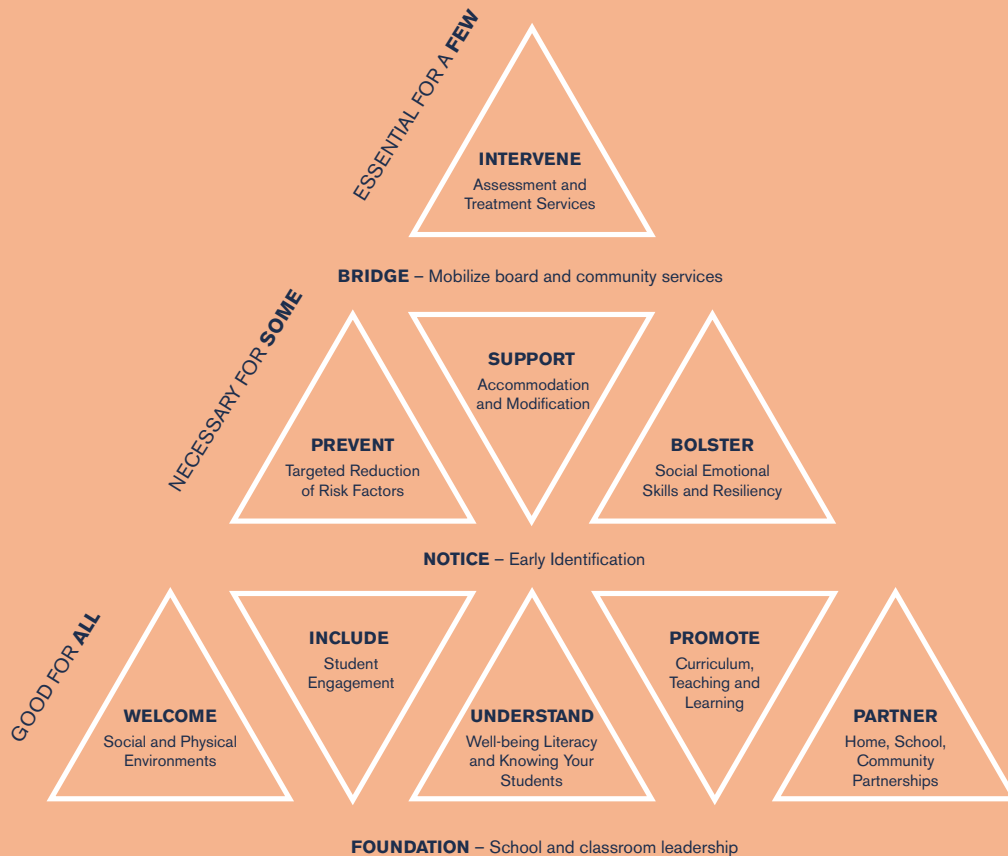 ESSENTIAL FOR A FEW
INTERVENE
Assessment and
Treatment Services
BRIDGE – Mobilize board and community services
NECESSARY FOR SOME
PREVENT
Targeted Reduction
of Risk Factors
SUPPORT
Accommodation
and Modification
BOLSTER
Social Emotional
Skills and Resiliency
NOTICE – Early Identification
GOOD FOR ALL
WELCOME
Social and Physical
Environments
INCLUDE
Student
Engagement
UNDERSTAND
Well-being Literacy
and Knowing Your
Students
PROMOTE
Curriculum,
Teaching and
Learning
PARTNER
Home, School,
Community
Partnerships
FOUNDATION – School and classroom leadership